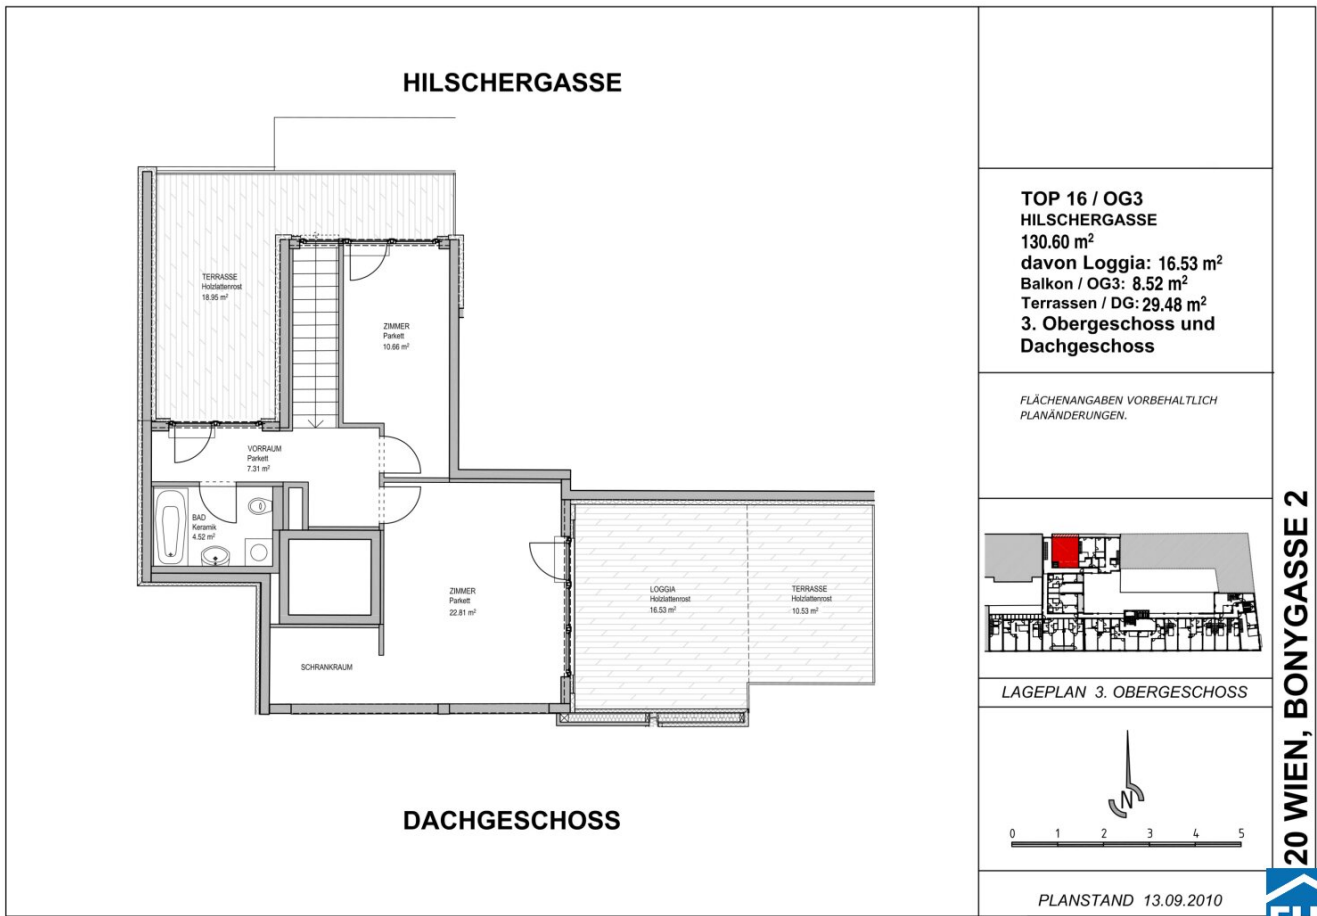 HILSCHERGASSE
TERRASSE
Holzlattenrost
18.95 m²
ZIMMER
Parkett
10.66 m²
VORRAUM
Parkett
7.31 m²
BAD
Keramik
4.52 m²
ZIMMER
Parkett
22.81 m²
SCHRANKRAUM
LOGGIA
Holzlattenrost
16.53 m²
TERRASSE
Holzlattenrost
10.53 m²
DACHGESCHOSS
TOP 16 / OG3
HILSCHERGASSE
130.60 m²
davon Loggia: 16.53 m²
Balkon / OG3: 8.52 m²
Terrassen / DG: 29.48 m²
3. Obergeschoss und
Dachgeschoss
FLÄCHENANGABEN VORBEHALTLICH
PLANÄNDERUNGEN.
LAGEPLAN 3. OBERGESCHOSS
N
0 1 2 3 4 5
PLANSTAND 13.09.2010
20 WIEN, BONYGASSE 2